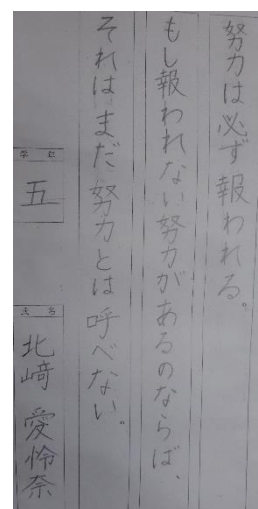 努力は必ず報われる。
もし報われない努力があるのならば、
それはまだ努力とは呼べない。
学年
五
氏名
北﨑 愛怜奈